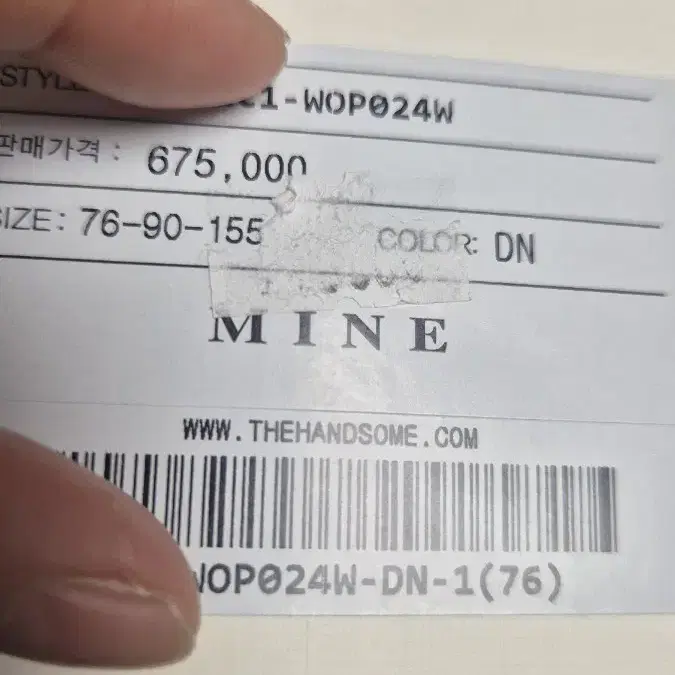 STYLE 1-WOP024W
판매가격 : 675,000
SIZE: 76-90-155 COLOR: DN
MINE
WWW.THEHANDSOME.COM
WOP024W-DN-1(76)